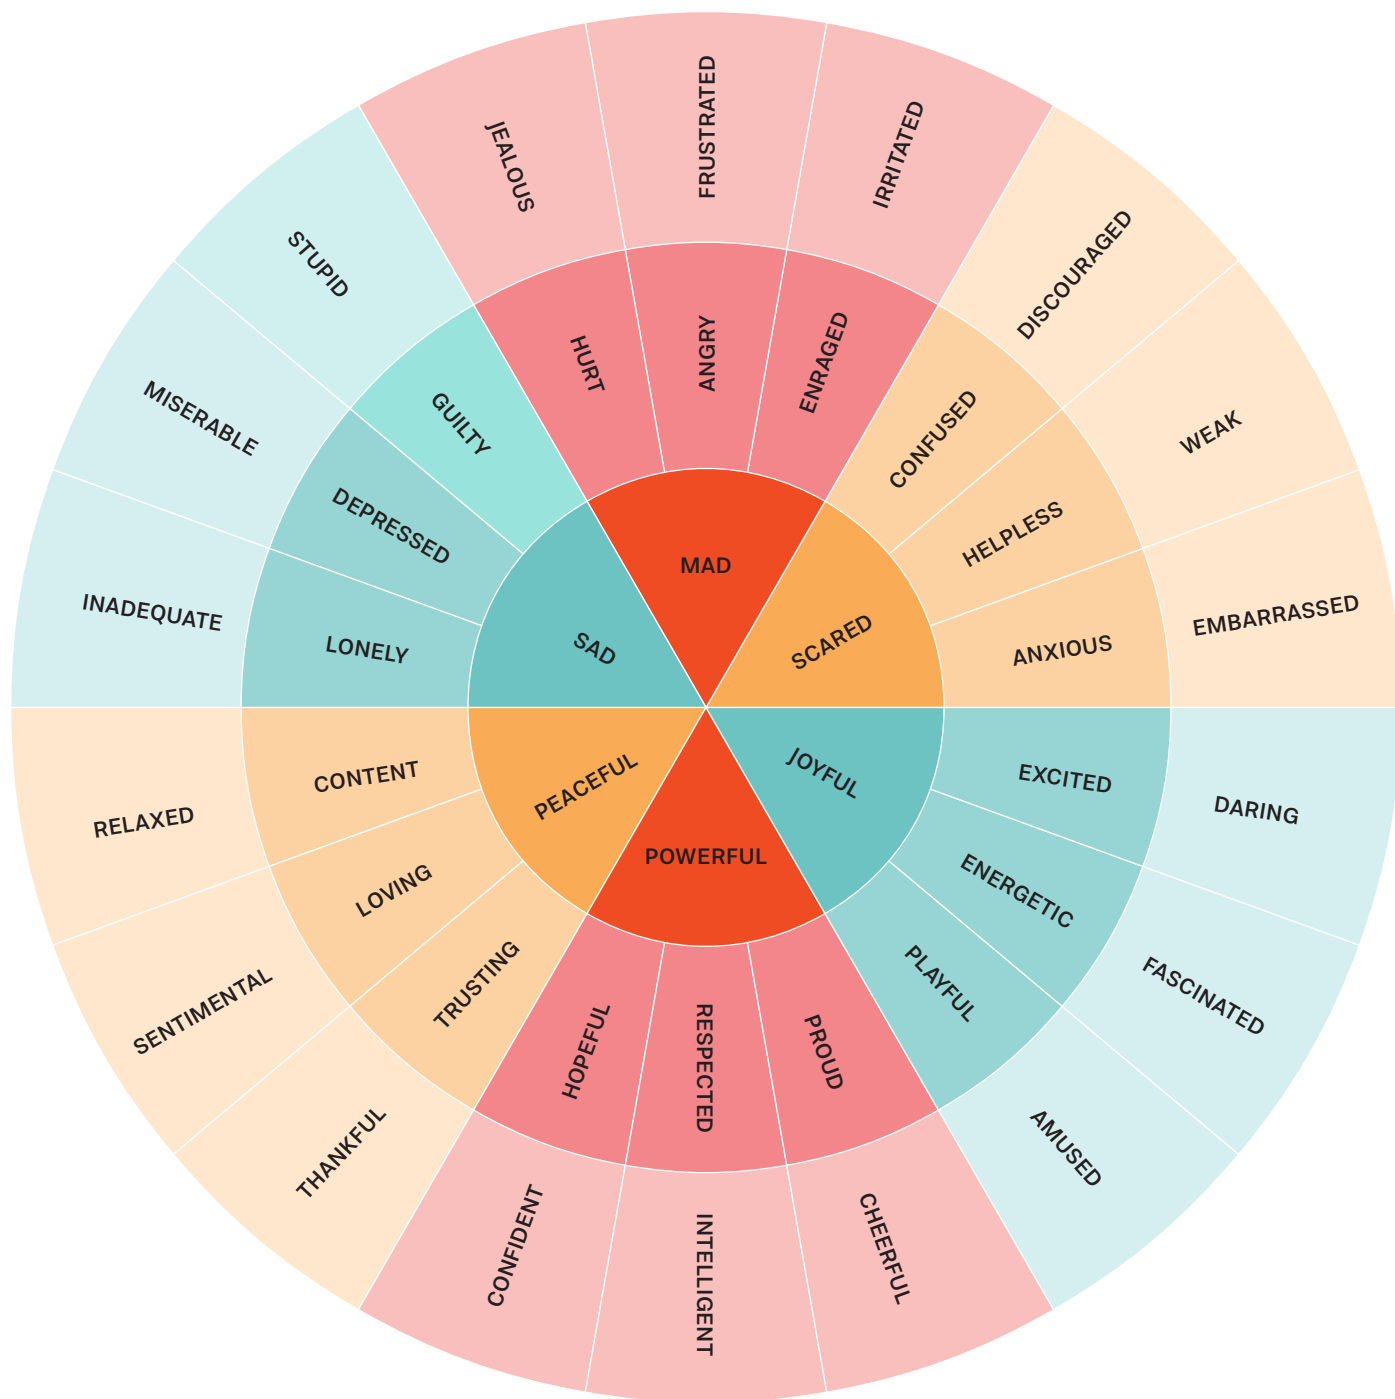 MAD
SCARED
JOYFUL
POWERFUL
PEACEFUL
SAD
HURT
ANGRY
ENRAGED
CONFUSED
HELPLESS
ANXIOUS
EXCITED
ENERGETIC
PLAYFUL
PROUD
RESPECTED
HOPEFUL
TRUSTING
LOVING
CONTENT
LONELY
DEPRESSED
GUILTY
JEALOUS
FRUSTRATED
IRRITATED
DISCOURAGED
WEAK
EMBARRASSED
DARING
FASCINATED
AMUSED
CHEERFUL
INTELLIGENT
CONFIDENT
THANKFUL
SENTIMENTAL
RELAXED
INADEQUATE
MISERABLE
STUPID